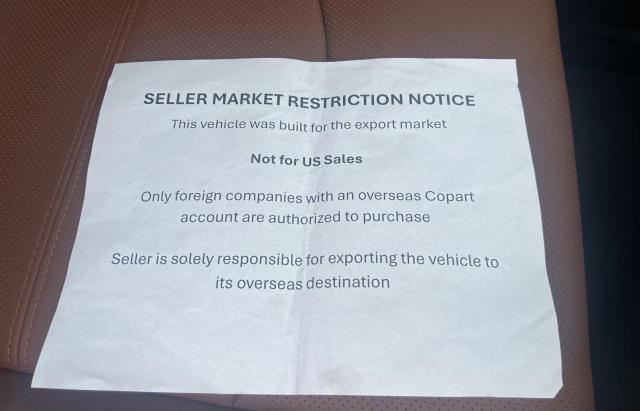 SELLER MARKET RESTRICTION NOTICE
This vehicle was built for the export market
Not for US Sales
Only foreign companies with an overseas Copart
account are authorized to purchase
Seller is solely responsible for exporting the vehicle to
its overseas destination